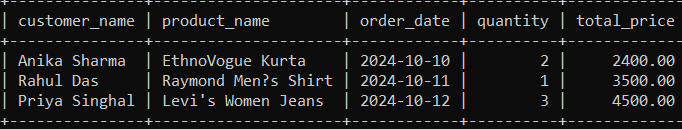 | customer_name | product_name | order_date | quantity | total_price
| Anika Sharma | EthnoVogue Kurta | 2024-10-10 | 2 | 2400.00
| Rahul Das | Raymond Men?s Shirt | 2024-10-11 | 1 | 3500.00
| Priya Singhal | Levi's Women Jeans | 2024-10-12 | 3 | 4500.00